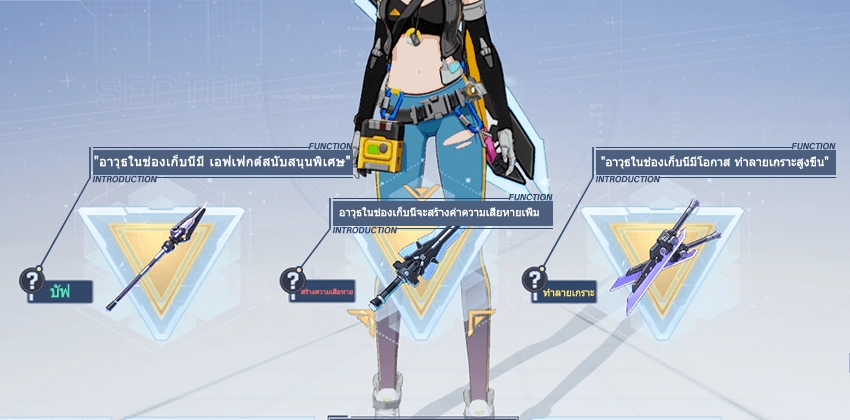 SECTOR
FUNCTION
"อาวุธในช่องเก็บนี้มี เอฟเฟกต์สนับสนุนพิเศษ"
INTRODUCTION
?
บัฟ
FUNCTION
อาวุธในช่องเก็บนี้จะสร้างค่าความเสียหายเพิ่ม
INTRODUCTION
?
สร้างความเสียหาย
FUNCTION
"อาวุธในช่องเก็บนี้มีโอกาส ทำลายเกราะสูงขึ้น"
INTRODUCTION
?
ทำลายเกราะ